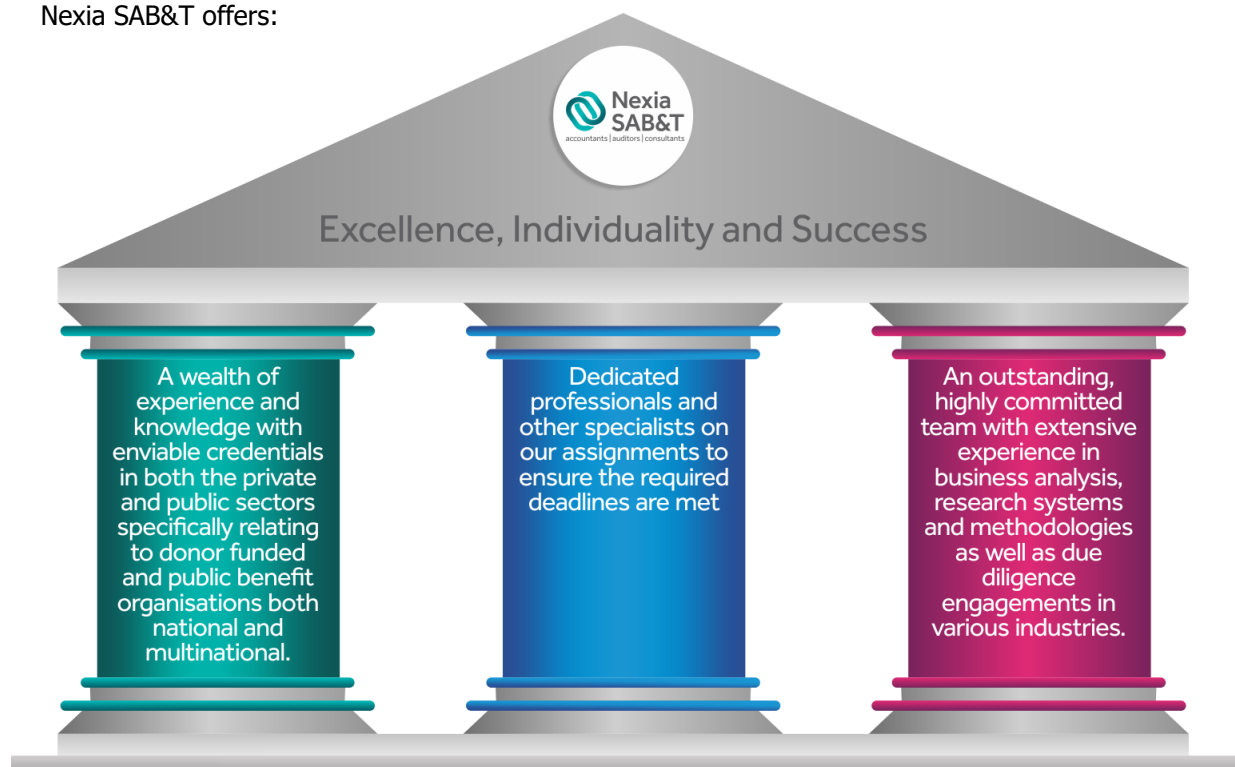 Nexia SAB&T offers:
Nexia
SAB&T
accountants | auditors | consultants
Excellence, Individuality and Success
A wealth of
experience and
knowledge with
enviable credentials
in both the private
and public sectors
specifically relating
to donor funded
and public benefit
organisations both
national and
multinational.
Dedicated
professionals and
other specialists on
our assignments to
ensure the required
deadlines are met
An outstanding,
highly committed
team with extensive
experience in
business analysis,
research systems
and methodologies
as well as due
diligence
engagements in
various industries.